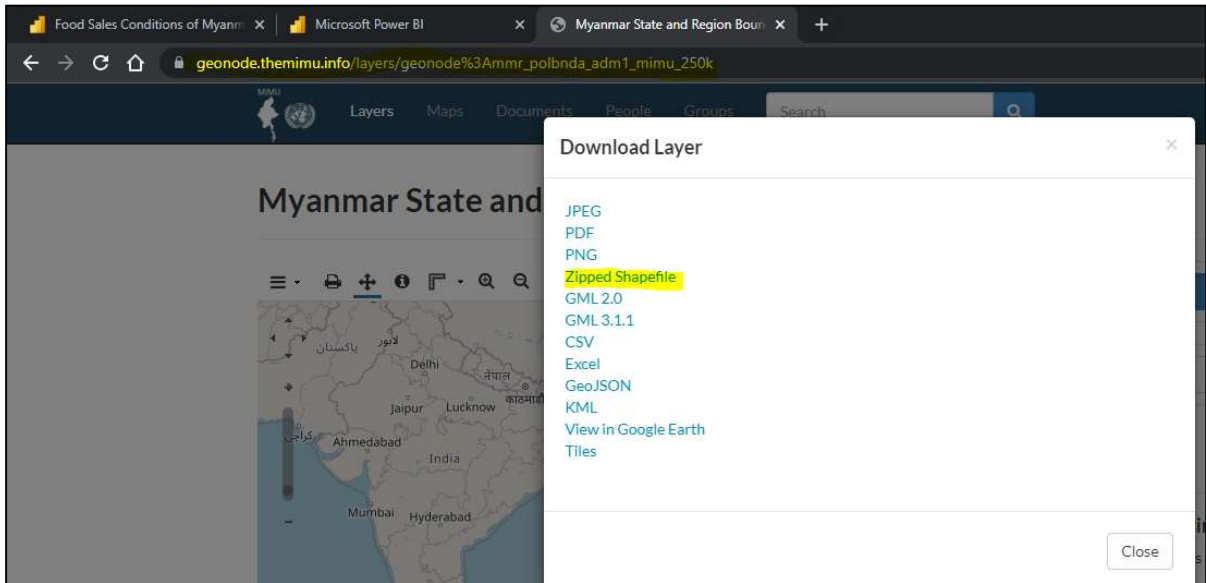 Food Sales Conditions of Myanm
Microsoft Power BI
Myanmar State and Region Boun
geonode.themimu.info/layers/geonode%3Ammr_polbnda_adm1_mimu_250k
MIMU
Layers Maps Documents People Groups Search
Download Layer
Myanmar State and
JPEG
PDF
PNG
Zipped Shapefile
GML 2.0
GML 3.1.1
CSV
Excel
GeoJSON
KML
View in Google Earth
Tiles
پاکستان
لاہور
Delhi
नेपाल
Jaipur Lucknow
کراچی
Ahmedabad
India
Mumbai Hyderabad
Close